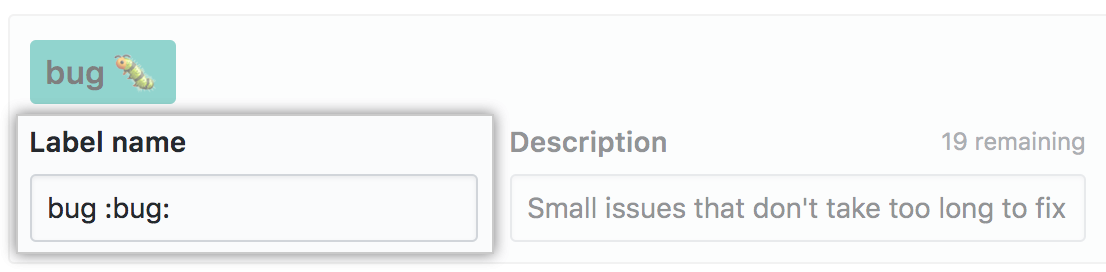 bug 🐛
Label name
Description
19 remaining
bug :bug:
Small issues that don't take too long to fix